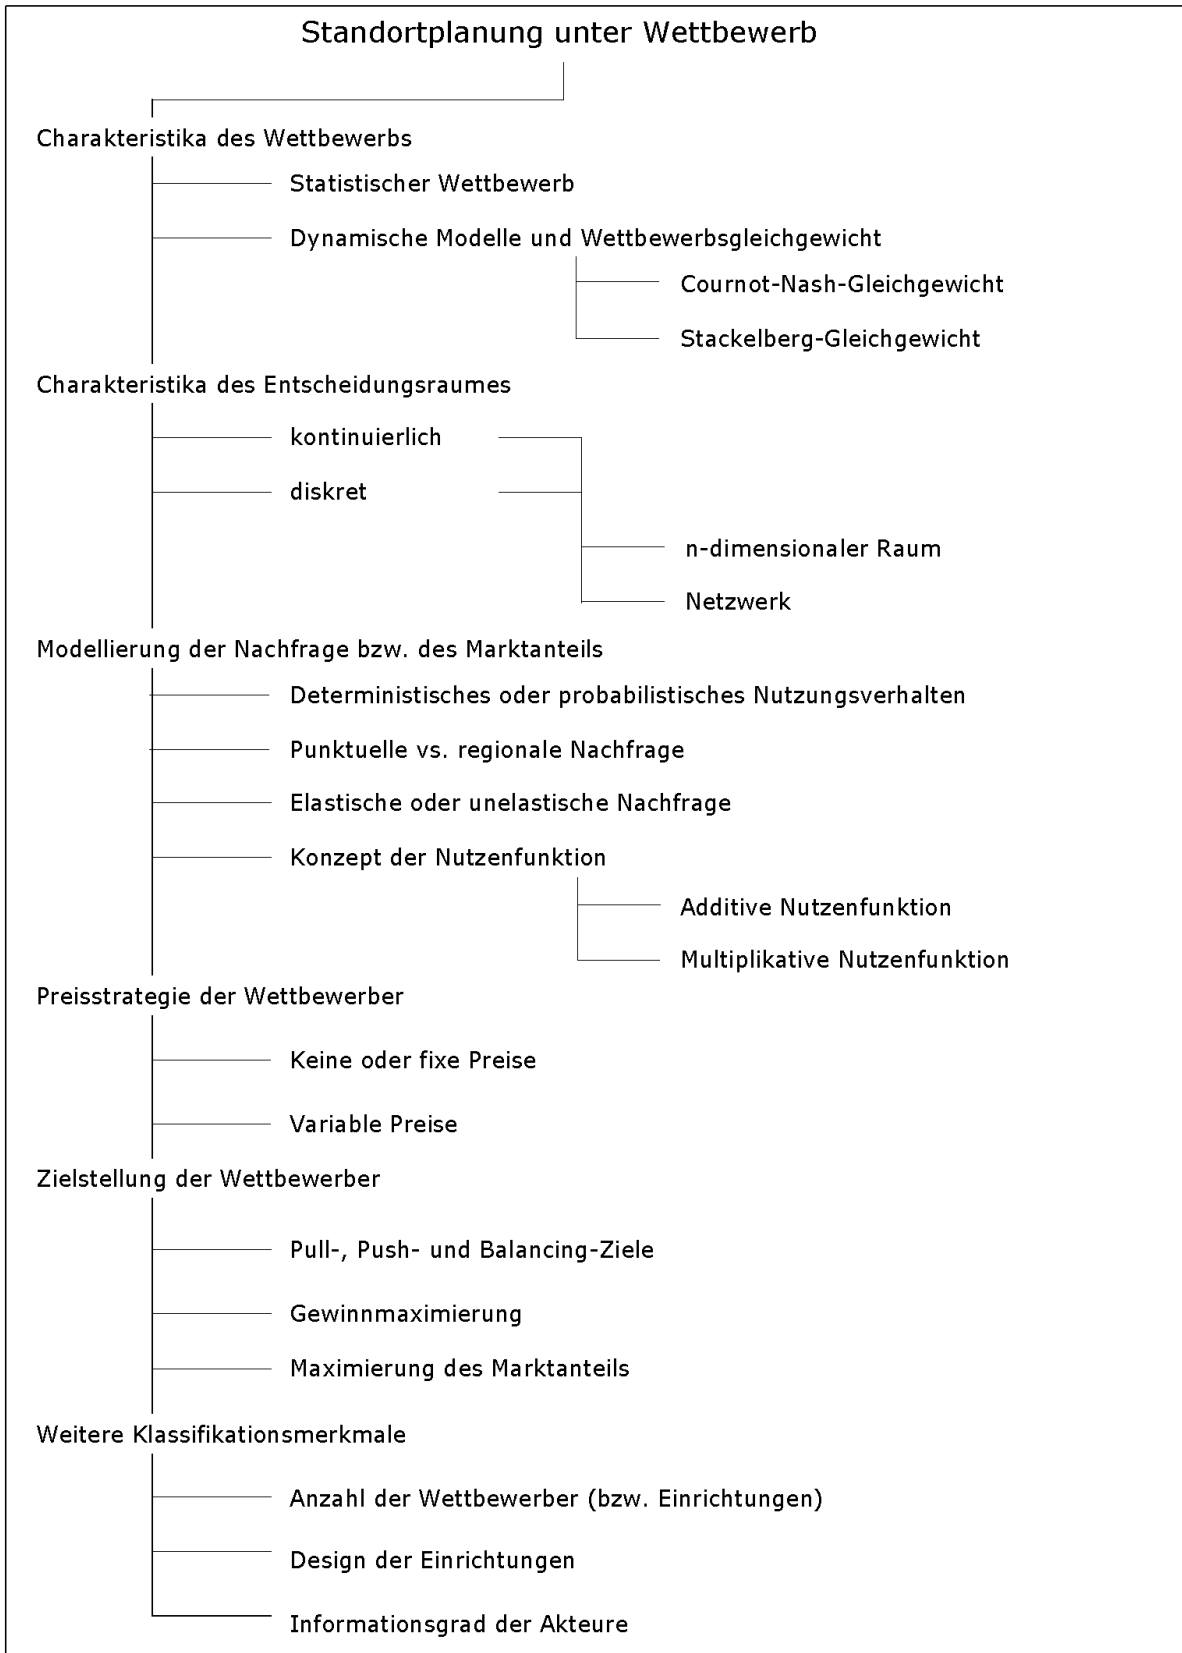 Standortplanung unter Wettbewerb
Charakteristika des Wettbewerbs
Statistischer Wettbewerb
Dynamische Modelle und Wettbewerbsgleichgewicht
Cournot-Nash-Gleichgewicht
Stackelberg-Gleichgewicht
Charakteristika des Entscheidungsraumes
kontinuierlich
diskret
n-dimensionaler Raum
Netzwerk
Modellierung der Nachfrage bzw. des Marktanteils
Deterministisches oder probabilistisches Nutzungsverhalten
Punktuelle vs. regionale Nachfrage
Elastische oder unelastische Nachfrage
Konzept der Nutzenfunktion
Additive Nutzenfunktion
Multiplikative Nutzenfunktion
Preisstrategie der Wettbewerber
Keine oder fixe Preise
Variable Preise
Zielstellung der Wettbewerber
Pull-, Push- und Balancing-Ziele
Gewinnmaximierung
Maximierung des Marktanteils
Weitere Klassifikationsmerkmale
Anzahl der Wettbewerber (bzw. Einrichtungen)
Design der Einrichtungen
Informationsgrad der Akteure